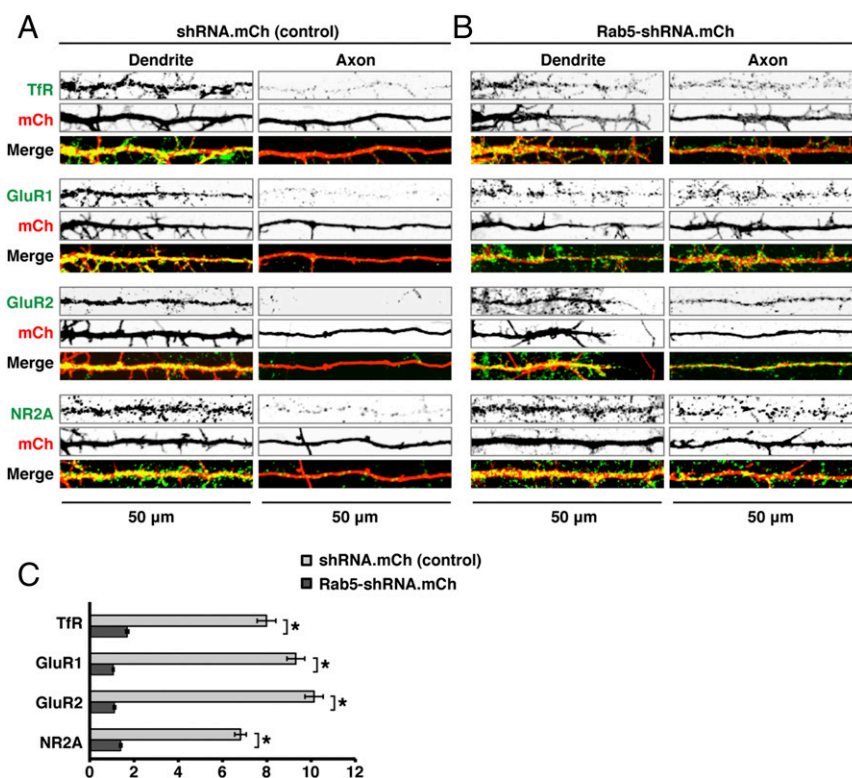 A
shRNA.mCh (control)
Dendrite Axon
TfR
mCh
Merge
GluR1
mCh
Merge
GluR2
mCh
Merge
NR2A
mCh
Merge
50 µm 50 µm
B
Rab5-shRNA.mCh
Dendrite Axon
50 µm 50 µm
C
shRNA.mCh (control)
Rab5-shRNA.mCh
TfR *
GluR1 *
GluR2 *
NR2A *
0 2 4 6 8 10 12